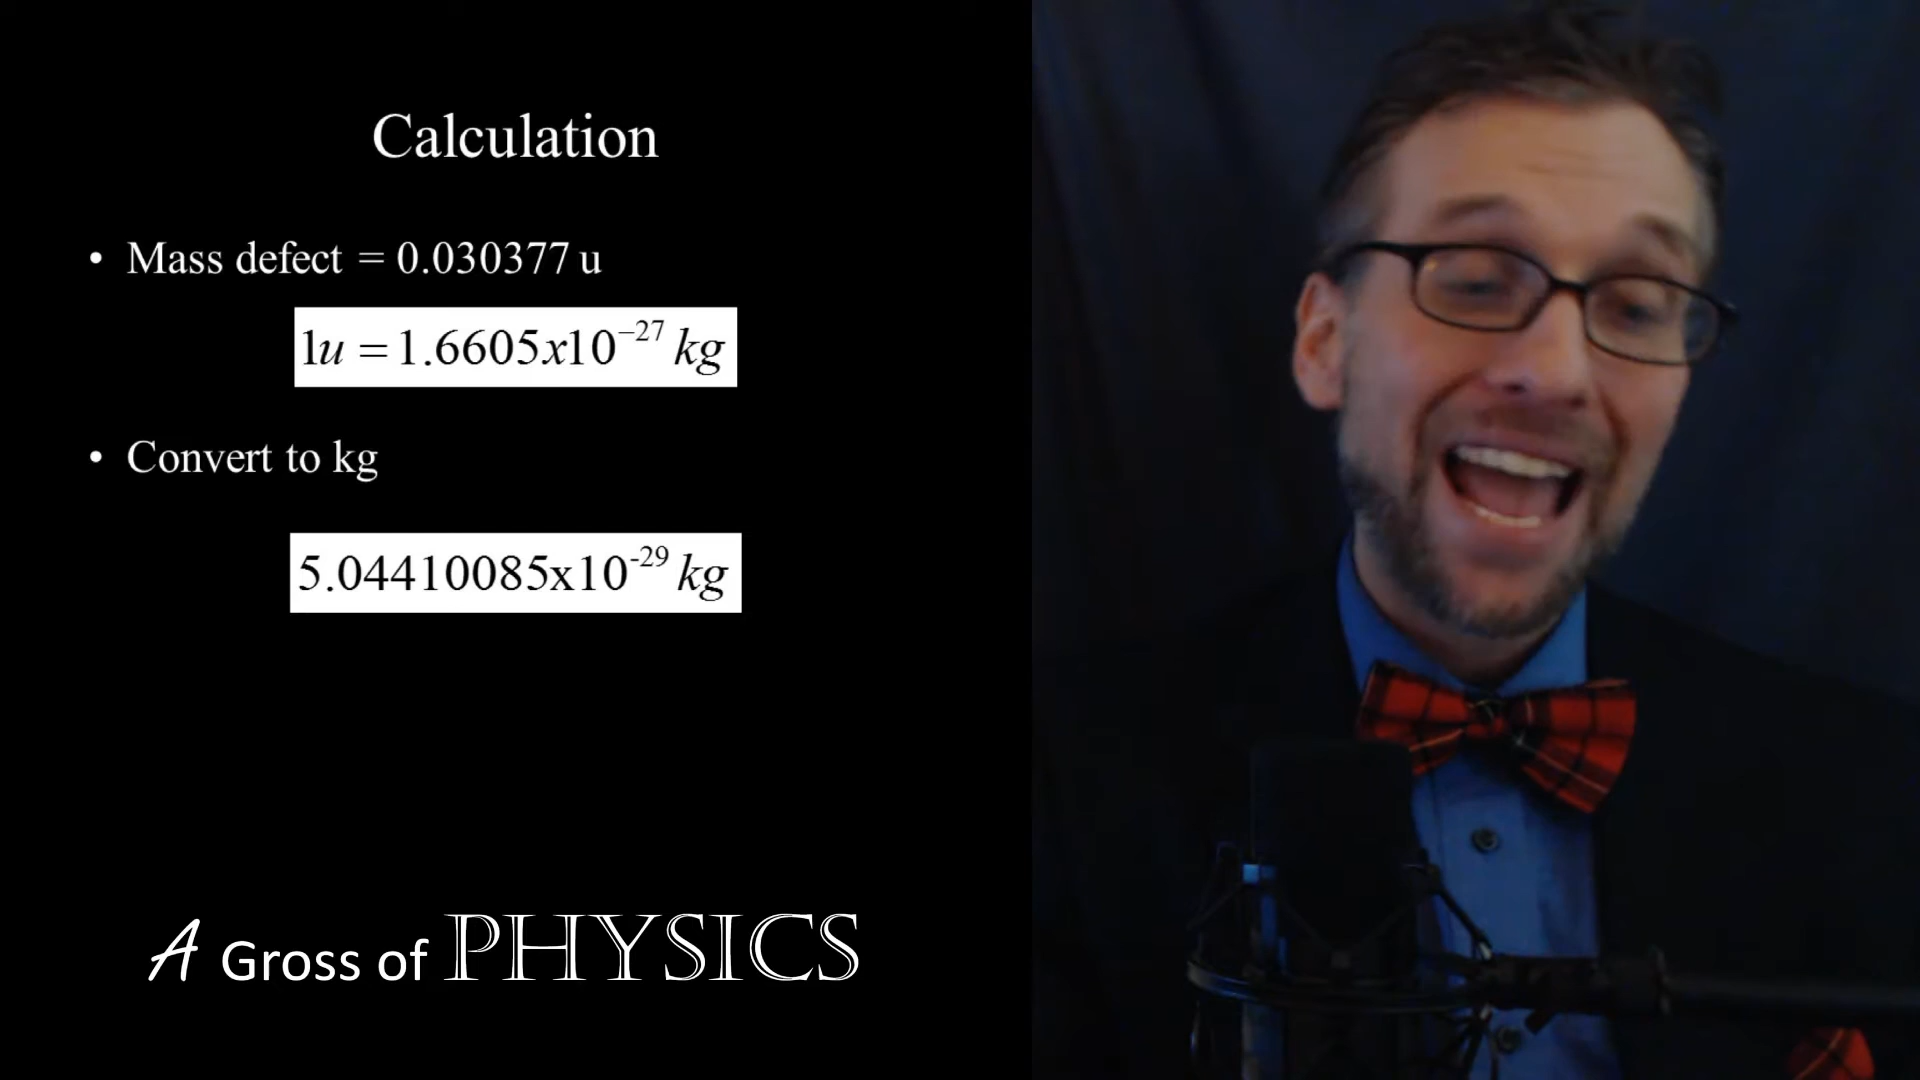 Calculation
• Mass defect = 0.030377 u
1u = 1.6605x10⁻²⁷ kg
• Convert to kg
5.04410085x10⁻²⁹ kg
A Gross of PHYSICS